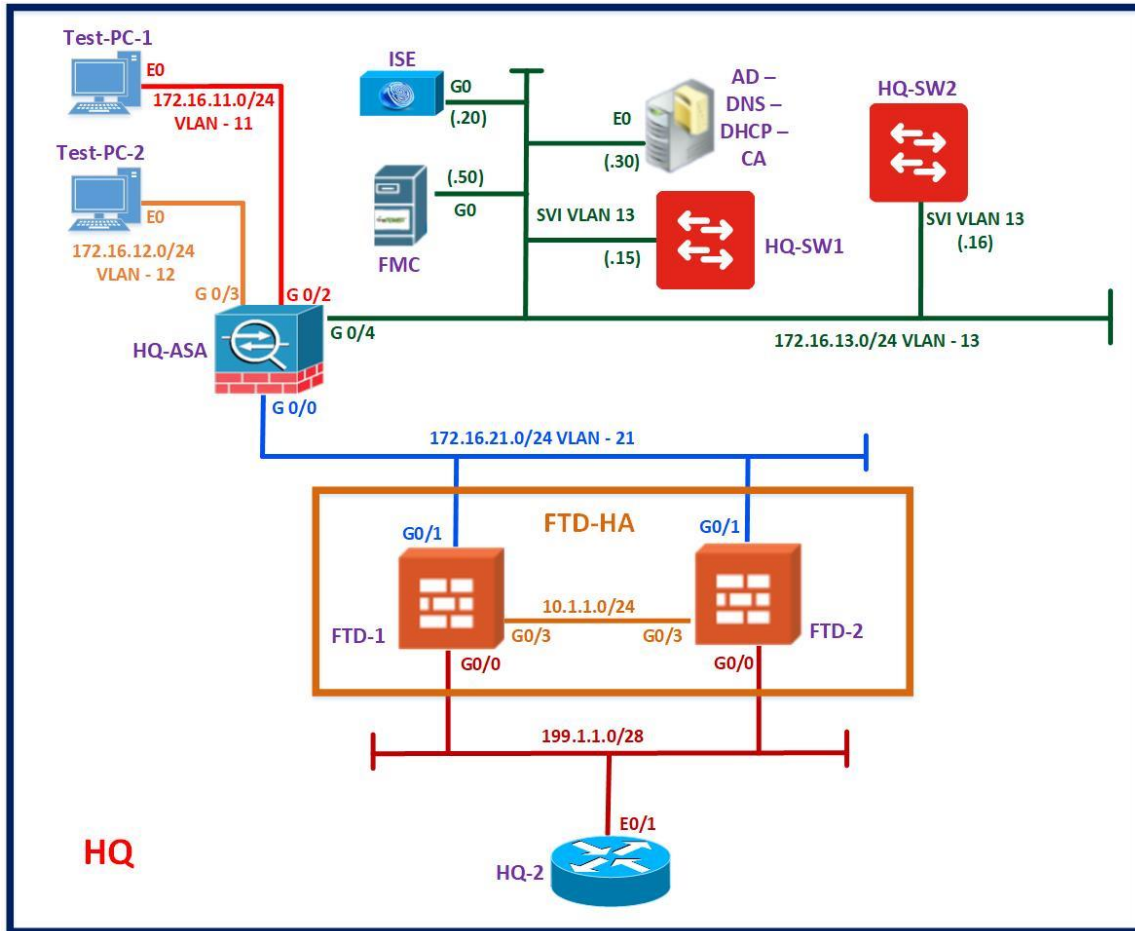 Test-PC-1
E0
172.16.11.0/24
VLAN - 11
Test-PC-2
E0
172.16.12.0/24
VLAN - 12
G 0/3
G 0/2
HQ-ASA
G 0/4
G 0/0
ISE
G0
(.20)
(.50)
G0
FMC
E0
(.30)
AD –
DNS –
DHCP –
CA
SVI VLAN 13
(.15)
HQ-SW1
HQ-SW2
SVI VLAN 13
(.16)
172.16.13.0/24 VLAN - 13
172.16.21.0/24 VLAN - 21
FTD-HA
G0/1
G0/1
10.1.1.0/24
FTD-1
G0/3
G0/3
FTD-2
G0/0
G0/0
199.1.1.0/28
E0/1
HQ
HQ-2